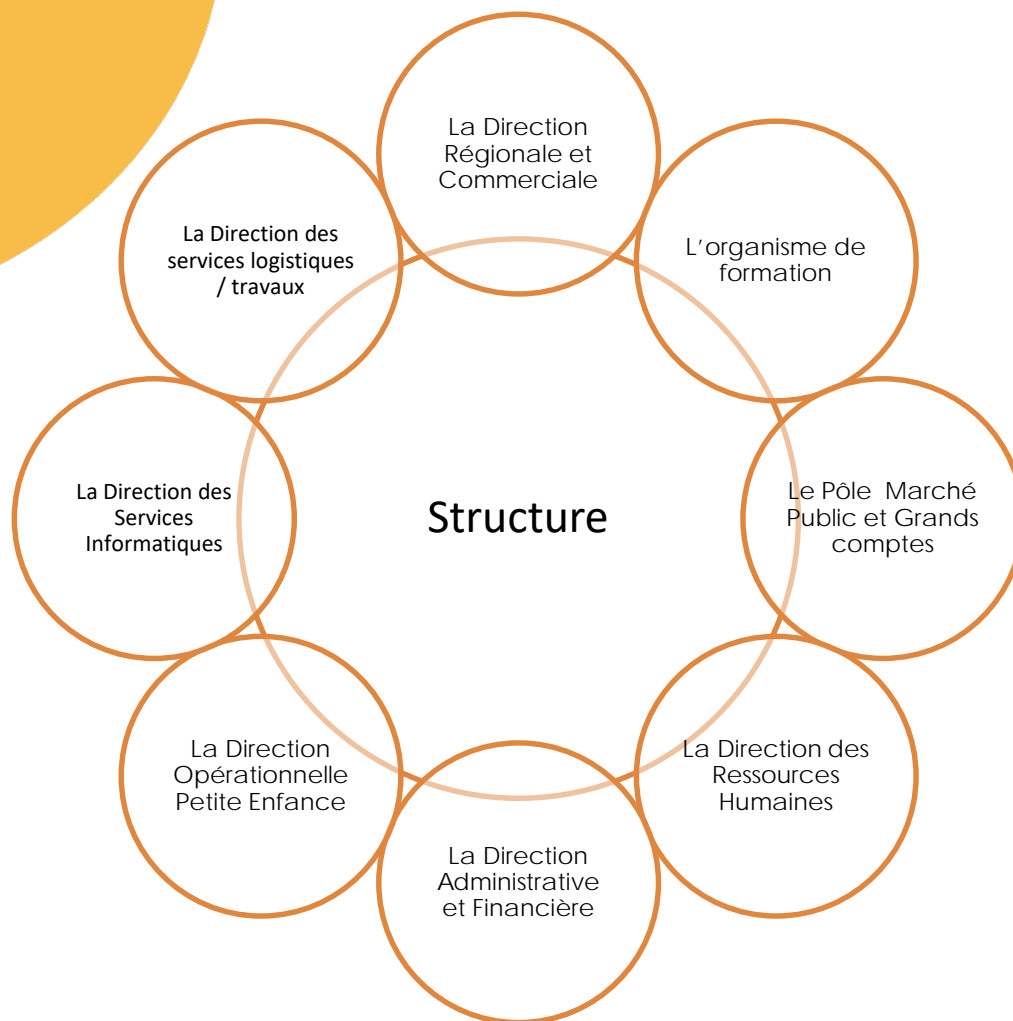 La Direction
Régionale et
Commerciale
L'organisme de
formation
Le Pôle Marché
Public et Grands
comptes
La Direction des
Ressources
Humaines
La Direction
Administrative
et Financière
La Direction
Opérationnelle
Petite Enfance
La Direction des
Services
Informatiques
La Direction des
services logistiques
/ travaux
Structure